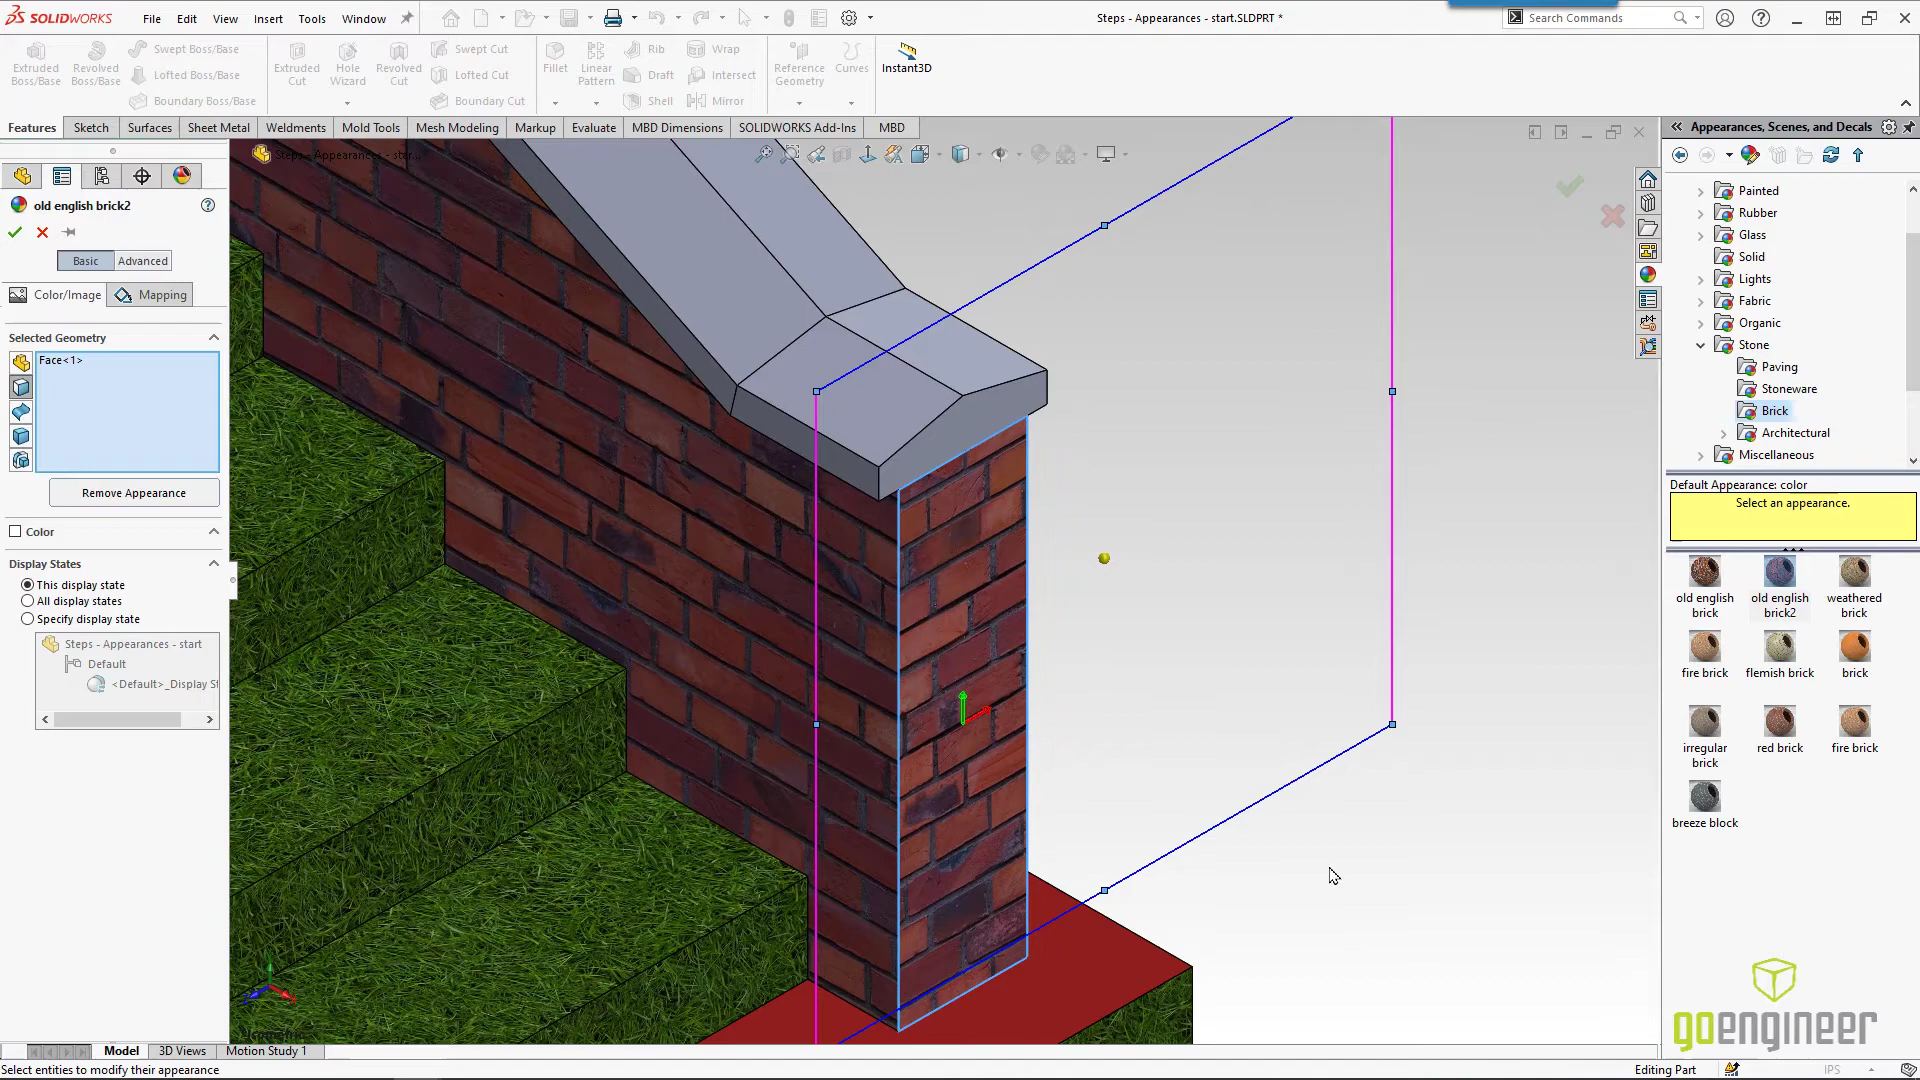 SOLIDWORKS
File Edit View Insert Tools Window
Steps - Appearances - start.SLDPRT *
Search Commands
Extruded Boss/Base
Revolved Boss/Base
Swept Boss/Base
Lofted Boss/Base
Boundary Boss/Base
Extruded Cut
Hole Wizard
Revolved Cut
Swept Cut
Lofted Cut
Boundary Cut
Fillet
Linear Pattern
Rib
Draft
Shell
Wrap
Intersect
Mirror
Reference Geometry
Curves
Instant3D
Features Sketch Surfaces Sheet Metal Weldments Mold Tools Mesh Modeling Markup Evaluate MBD Dimensions SOLIDWORKS Add-Ins MBD
Steps - Appearances - star...
old english brick2
Basic Advanced
Color/Image Mapping
Selected Geometry
Face<1>
Remove Appearance
Color
Display States
This display state
All display states
Specify display state
Steps - Appearances - start
Default
<Default>_Display St
Appearances, Scenes, and Decals
Painted
Rubber
Glass
Solid
Lights
Fabric
Organic
Stone
Paving
Stoneware
Brick
Architectural
Miscellaneous
Default Appearance: color
Select an appearance.
old english brick
old english brick2
weathered brick
fire brick
flemish brick
brick
irregular brick
red brick
fire brick
breeze block
goengineer
Model 3D Views Motion Study 1
Select entities to modify their appearance
Editing Part
IPS